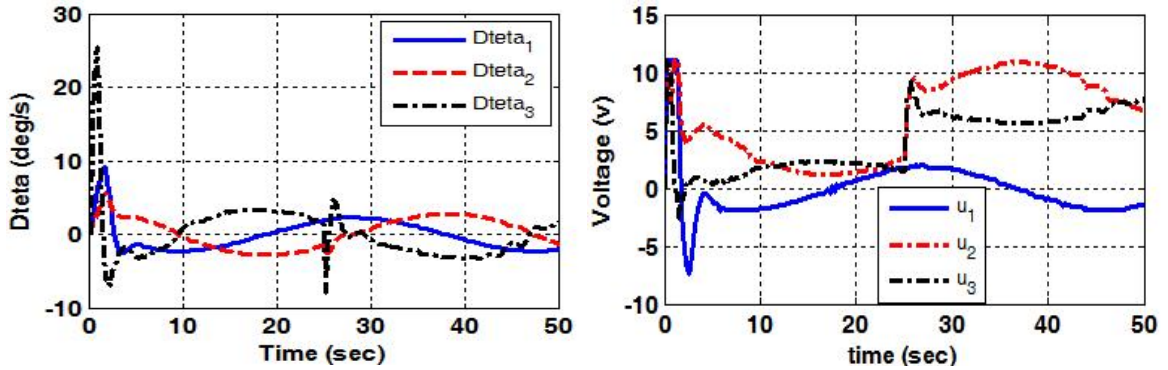 30
20
10
0
-10
Dteta (deg/s)
0 10 20 30 40 50
Time (sec)
Dteta1
Dteta2
Dteta3
15
10
5
0
-5
-10
Voltage (v)
0 10 20 30 40 50
time (sec)
u1
u2
u3